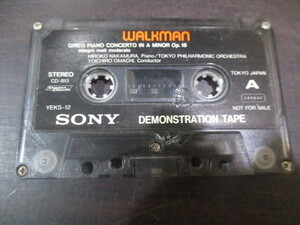 WALKMAN
GRIEG PIANO CONCERTO IN A MINOR Op.16
Allegro molt moderato
HIROKO NAKAMURA, Piano/TOKYO PHILHARMONIC ORCHESTRA
YOICHIRO OMACHI, Conductor
STEREO
CD-813
TOKYO JAPAN
A
YEKS-12
NOT FOR SALE
SONY DEMONSTRATION TAPE